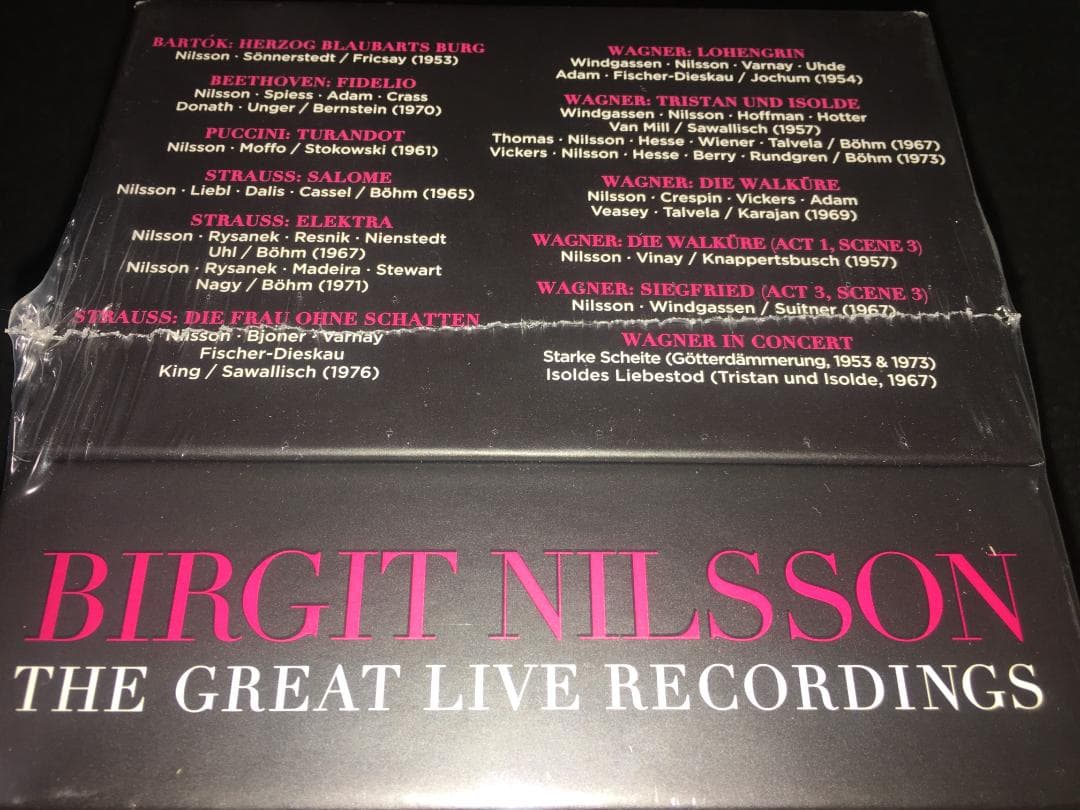 BARTÓK: HERZOG BLAUBARTS BURG
Nilsson · Sönnerstedt / Fricsay (1953)
BEETHOVEN: FIDELIO
Nilsson · Spiess · Adam · Crass
Donath · Unger / Bernstein (1970)
PUCCINI: TURANDOT
Nilsson · Moffo / Stokowski (1961)
STRAUSS: SALOME
Nilsson · Liebl · Dalis · Cassel / Böhm (1965)
STRAUSS: ELEKTRA
Nilsson · Rysanek · Resnik · Nienstedt
Uhl / Böhm (1967)
Nilsson · Rysanek · Madeira · Stewart
Nagy / Böhm (1971)
STRAUSS: DIE FRAU OHNE SCHATTEN
Nilsson · Bjoner · Varnay
Fischer-Dieskau
King / Sawallisch (1976)
WAGNER: LOHENGRIN
Windgassen · Nilsson · Varnay · Uhde
Adam · Fischer-Dieskau / Jochum (1954)
WAGNER: TRISTAN UND ISOLDE
Windgassen · Nilsson · Hoffman · Hotter
Van Mill / Sawallisch (1957)
Thomas · Nilsson · Hesse · Wiener · Talvela / Böhm (1967)
Vickers · Nilsson · Hesse · Berry · Rundgren / Böhm (1973)
WAGNER: DIE WALKÜRE
Nilsson · Crespin · Vickers · Adam
Veasey · Talvela / Karajan (1969)
WAGNER: DIE WALKÜRE (ACT 1, SCENE 3)
Nilsson · Vinay / Knappertsbusch (1957)
WAGNER: SIEGFRIED (ACT 3, SCENE 3)
Nilsson · Windgassen / Suitner (1967)
WAGNER IN CONCERT
Starke Scheite (Götterdämmerung, 1953 & 1973)
Isoldes Liebestod (Tristan und Isolde, 1967)
BIRGIT NILSSON
THE GREAT LIVE RECORDINGS